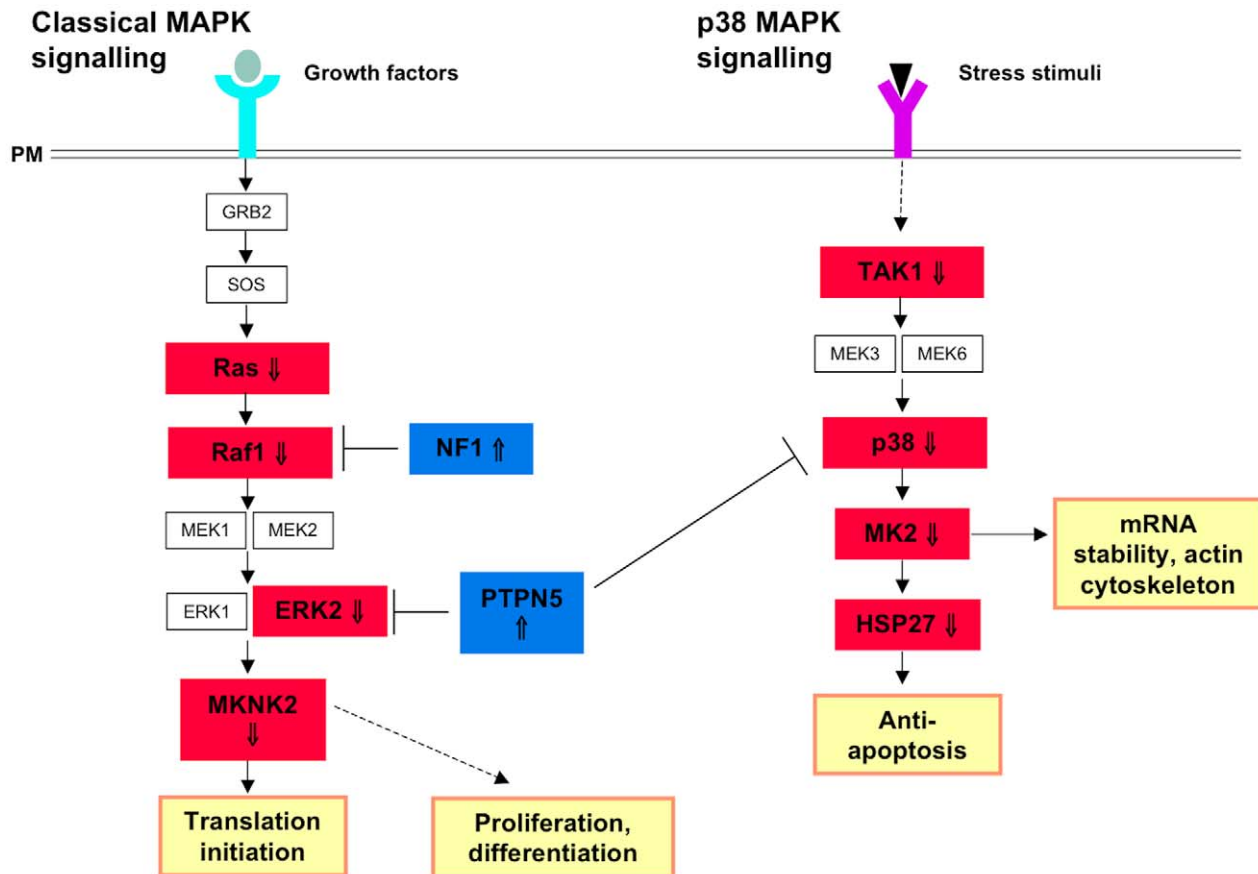 Classical MAPK
signalling
Growth factors
p38 MAPK
signalling
Stress stimuli
PM
GRB2
SOS
Ras ⇓
Raf1 ⇓
NF1 ⇑
MEK1
MEK2
ERK1
ERK2 ⇓
PTPN5
⇑
MKNK2
⇓
Translation
initiation
Proliferation,
differentiation
TAK1 ⇓
MEK3
MEK6
p38 ⇓
MK2 ⇓
mRNA
stability, actin
cytoskeleton
HSP27 ⇓
Anti-
apoptosis